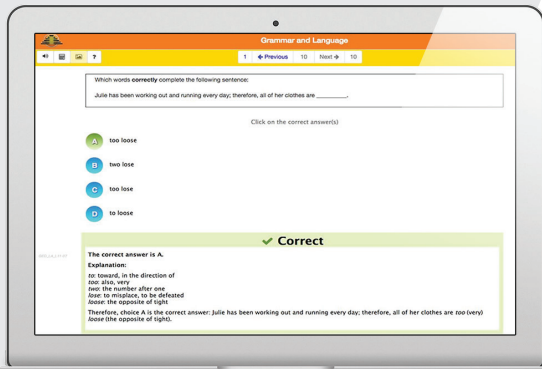 Grammar and Language
? 1 Previous 10 Next 10
Which words correctly complete the following sentence:
Julie has been working out and running every day; therefore, all of her clothes are ________.
Click on the correct answer(s)
A too loose
B two lose
C too lose
D to loose
Correct
The correct answer is A.
Explanation:
to: toward, in the direction of
too: also, very
two: the number after one
lose: to misplace, to be defeated
loose: the opposite of tight
Therefore, choice A is the correct answer: Julie has been working out and running every day; therefore, all of her clothes are too (very)
loose (the opposite of tight).